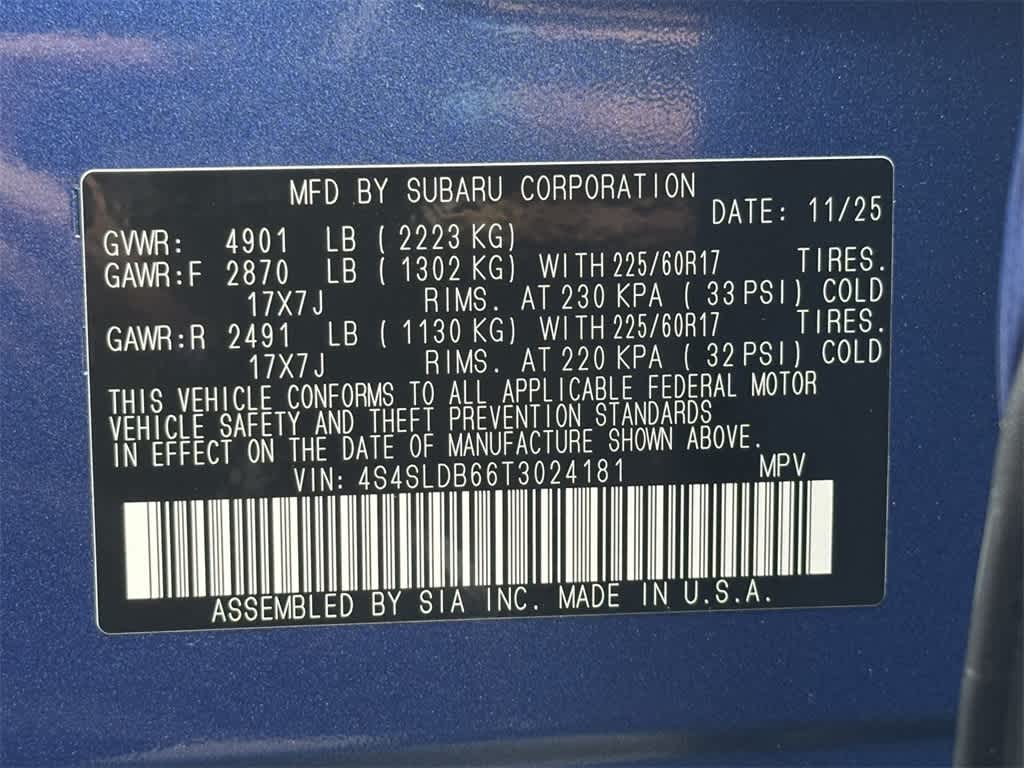 MFD BY SUBARU CORPORATION
DATE: 11/25
GVWR: 4901 LB ( 2223 KG)
GAWR:F 2870 LB ( 1302 KG) WITH 225/60R17 TIRES.
17X7J RIMS. AT 230 KPA ( 33 PSI) COLD
GAWR:R 2491 LB ( 1130 KG) WITH 225/60R17 TIRES.
17X7J RIMS. AT 220 KPA ( 32 PSI) COLD
THIS VEHICLE CONFORMS TO ALL APPLICABLE FEDERAL MOTOR
VEHICLE SAFETY AND THEFT PREVENTION STANDARDS
IN EFFECT ON THE DATE OF MANUFACTURE SHOWN ABOVE.
VIN: 4S4SLDB66T3024181 MPV
ASSEMBLED BY SIA INC. MADE IN U.S.A.